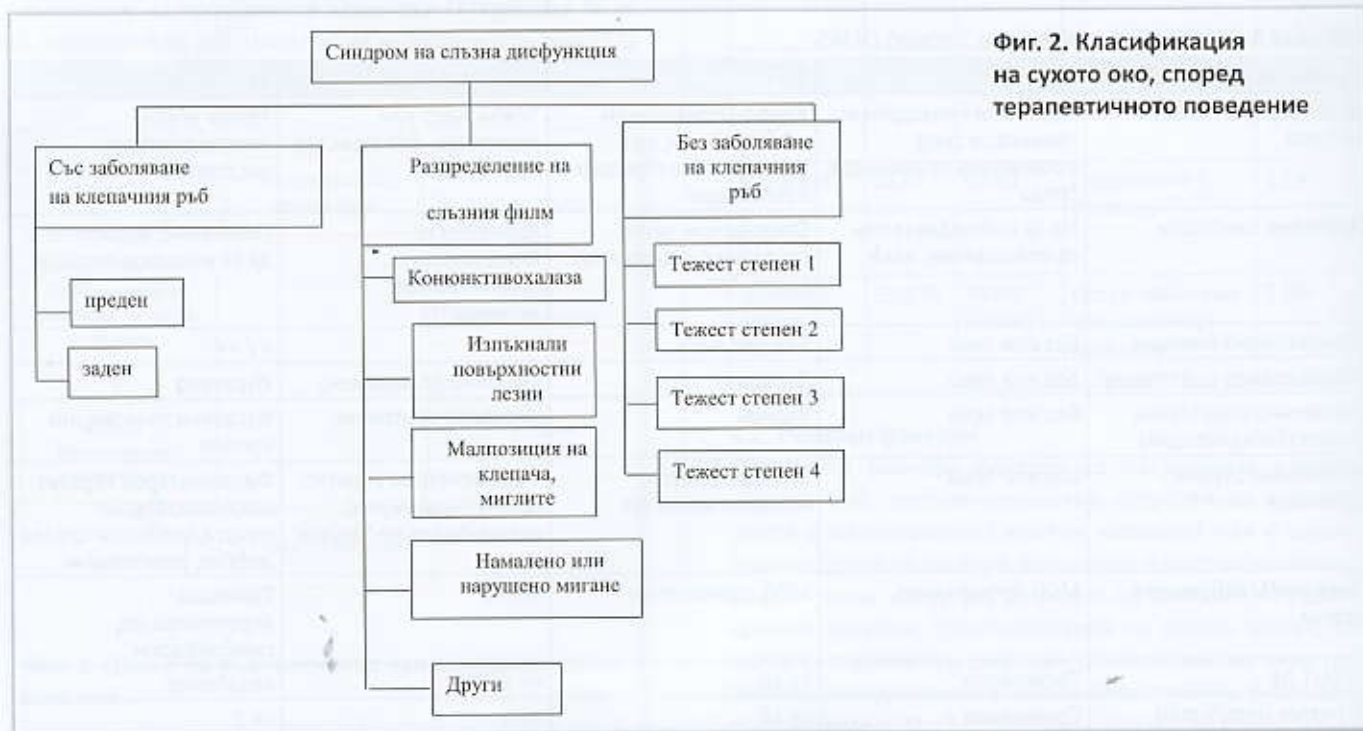 Фиг. 2. Класификация
на сухото око, според
терапевтичното поведение
Синдром на слъзна дисфункция
Със заболяване
на клепачния ръб
преден
заден
Разпределение на
слъзния филм
Конюнктивохалаза
Изпъкнали
повърхностни
лезии
Малпозиция на
клепача,
миглите
Намалено или
нарушено мигане
Други
Без заболяване на
клепачния
ръб
Тежест степен 1
Тежест степен 2
Тежест степен 3
Тежест степен 4